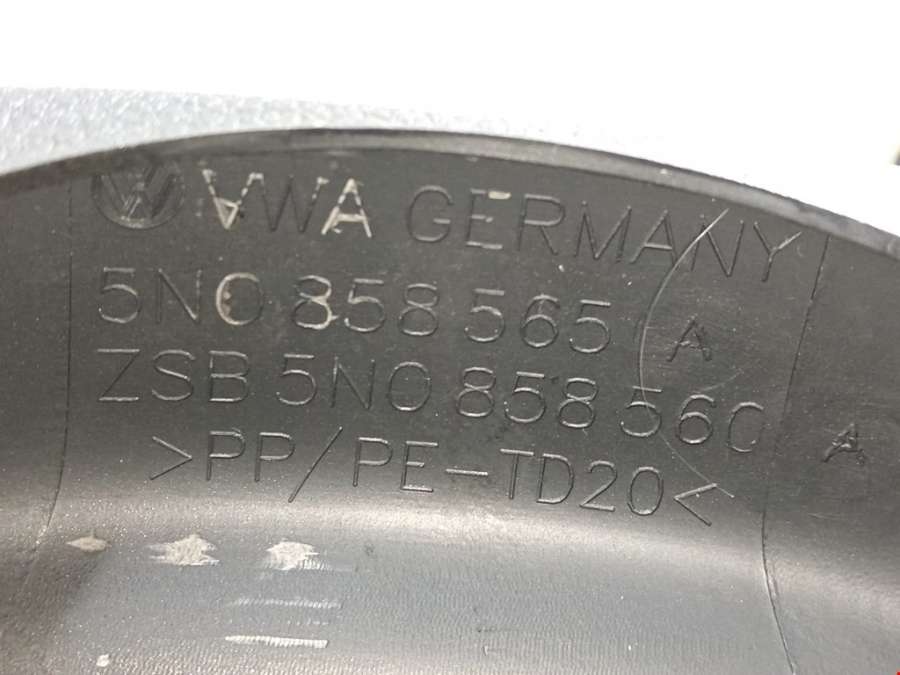 VWA GERMANY
5N0 858 565 A
ZSB 5N0 858 560 A
>PP/PE-TD20<